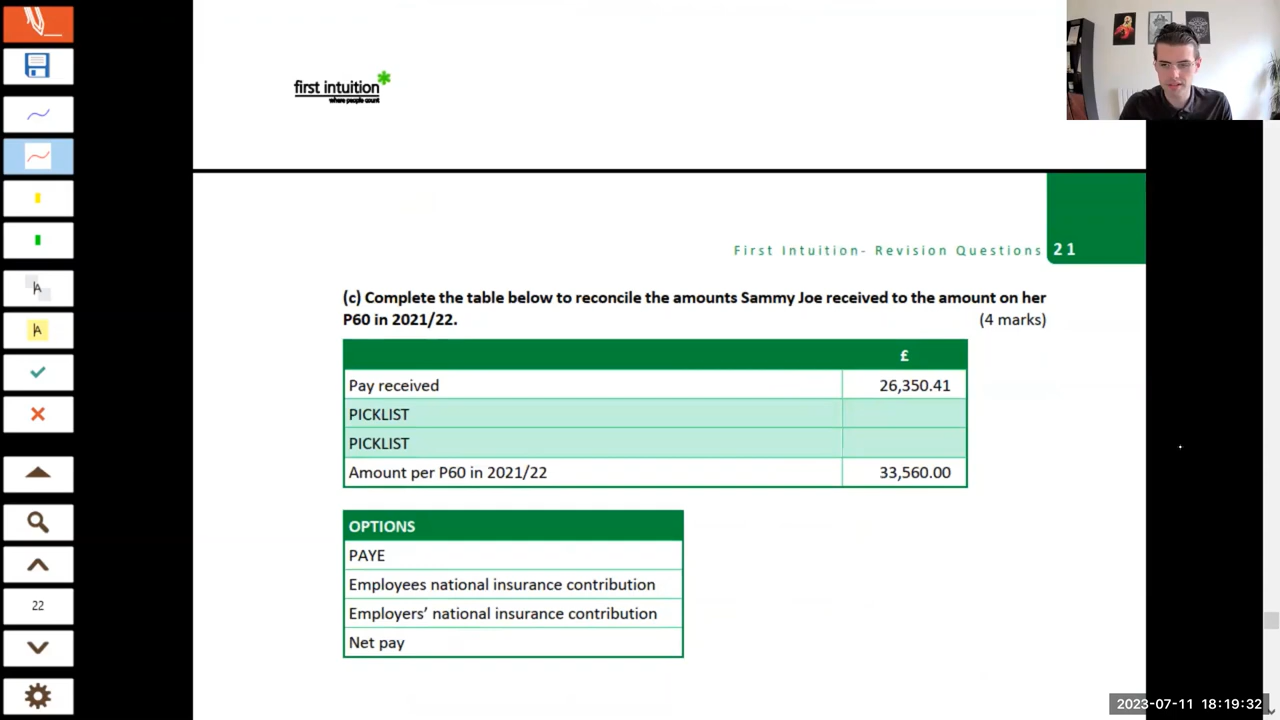 first intuition
where people count
First Intuition- Revision Questions 21
(c) Complete the table below to reconcile the amounts Sammy Joe received to the amount on her
P60 in 2021/22. (4 marks)
£
Pay received 26,350.41
PICKLIST
PICKLIST
Amount per P60 in 2021/22 33,560.00
OPTIONS
PAYE
Employees national insurance contribution
Employers' national insurance contribution
Net pay
A
A
22
2023-07-11 18:19:32